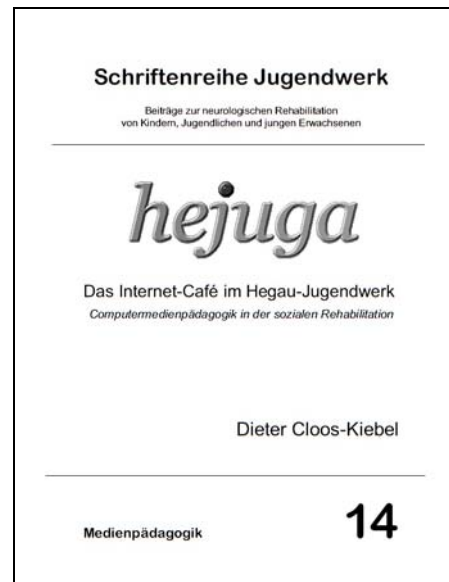 Schriftenreihe Jugendwerk
Beiträge zur neurologischen Rehabilitation
von Kindern, Jugendlichen und jungen Erwachsenen
hejuga
Das Internet-Café im Hegau-Jugendwerk
Computermedienpädagogik in der sozialen Rehabilitation
Dieter Cloos-Kiebel
Medienpädagogik 14